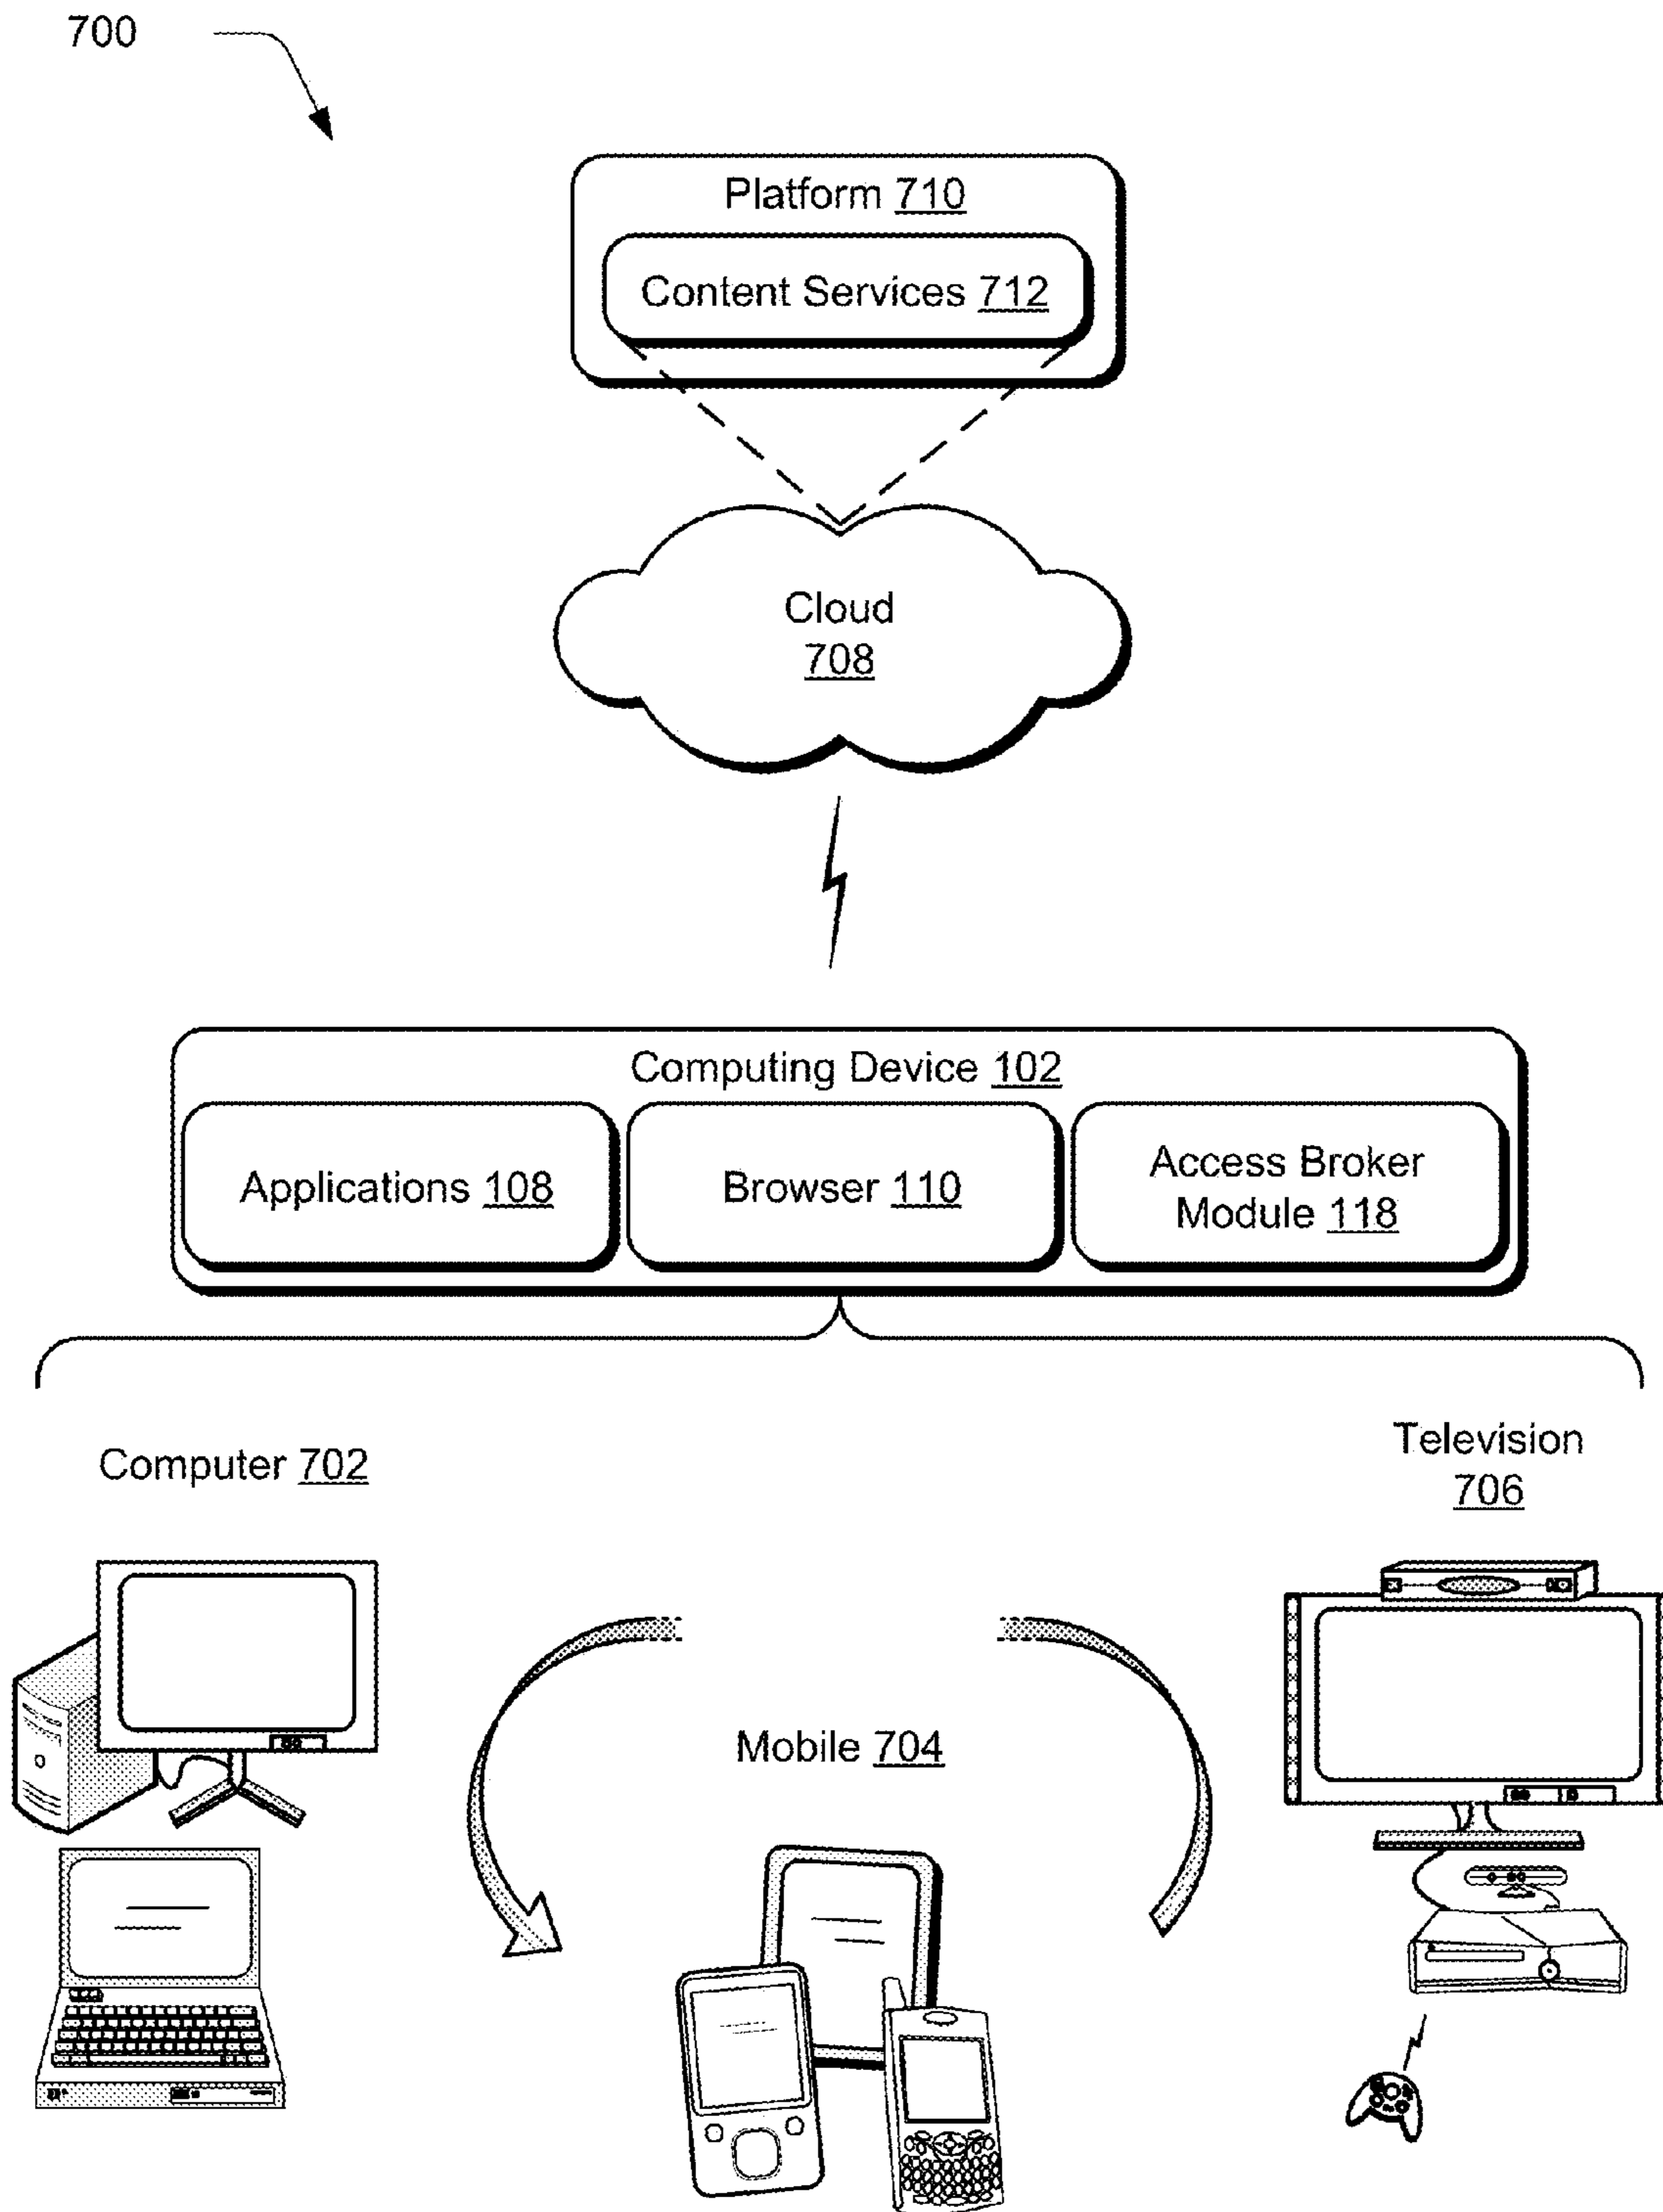 700
Platform 710
Content Services 712
Cloud
708
Computing Device 102
Applications 108
Browser 110
Access Broker
Module 118
Computer 702
Television
706
Mobile 704